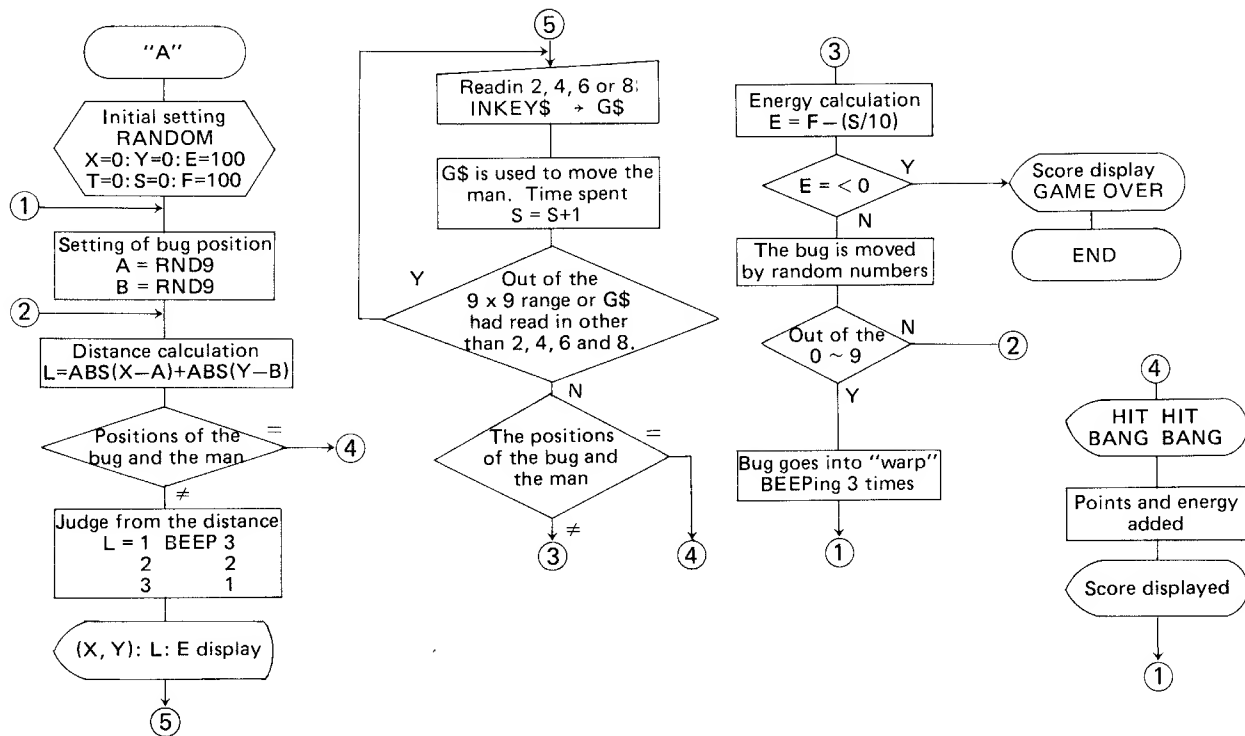 "A"
Initial setting
RANDOM
X=0: Y=0: E=100
T=0: S=0: F=100
1
Setting of bug position
A = RND9
B = RND9
2
Distance calculation
L=ABS(X−A)+ABS(Y−B)
Positions of the
bug and the man
=
4
≠
Judge from the distance
L = 1 BEEP 3
2 2
3 1
(X, Y): L: E display
5
5
Readin 2, 4, 6 or 8:
INKEY$ → G$
G$ is used to move the
man. Time spent
S = S+1
Y
Out of the
9 x 9 range or G$
had read in other
than 2, 4, 6 and 8.
N
The positions
of the bug and
the man
=
≠
3
4
3
Energy calculation
E = F−(S/10)
E = < 0
Y
Score display
GAME OVER
END
N
The bug is moved
by random numbers
Out of the
0 ~ 9
N
2
Y
Bug goes into "warp"
BEEPing 3 times
1
4
HIT HIT
BANG BANG
Points and energy
added
Score displayed
1